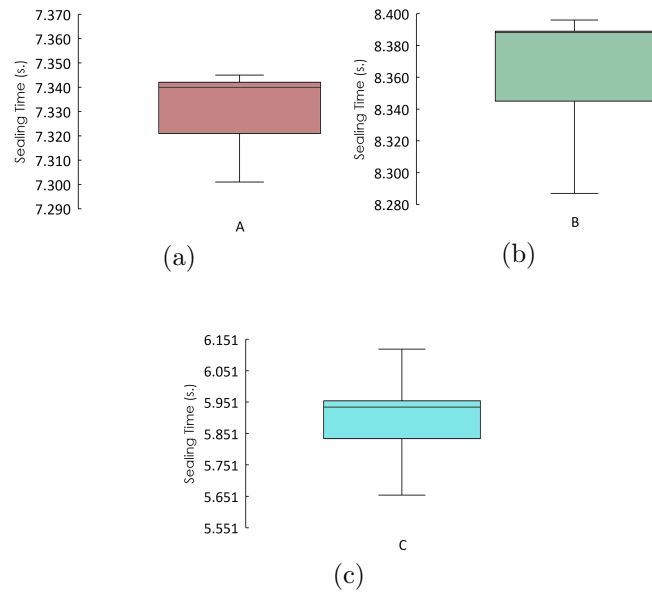 Sealing Time (s.)
7.370
7.360
7.350
7.340
7.330
7.320
7.310
7.300
7.290
A
(a)
Sealing Time (s.)
8.400
8.380
8.360
8.340
8.320
8.300
8.280
B
(b)
Sealing Time (s.)
6.151
6.051
5.951
5.851
5.751
5.651
5.551
C
(c)